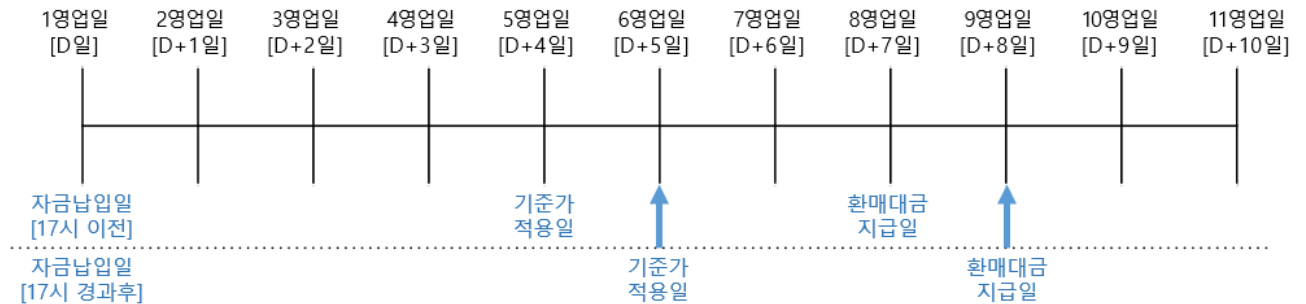 1영업일 2영업일 3영업일 4영업일 5영업일 6영업일 7영업일 8영업일 9영업일 10영업일 11영업일
[D일] [D+1일] [D+2일] [D+3일] [D+4일] [D+5일] [D+6일] [D+7일] [D+8일] [D+9일] [D+10일]
자금납입일 기준가 환매대금
[17시 이전] 적용일 지급일
자금납입일 기준가 환매대금
[17시 경과후] 적용일 지급일